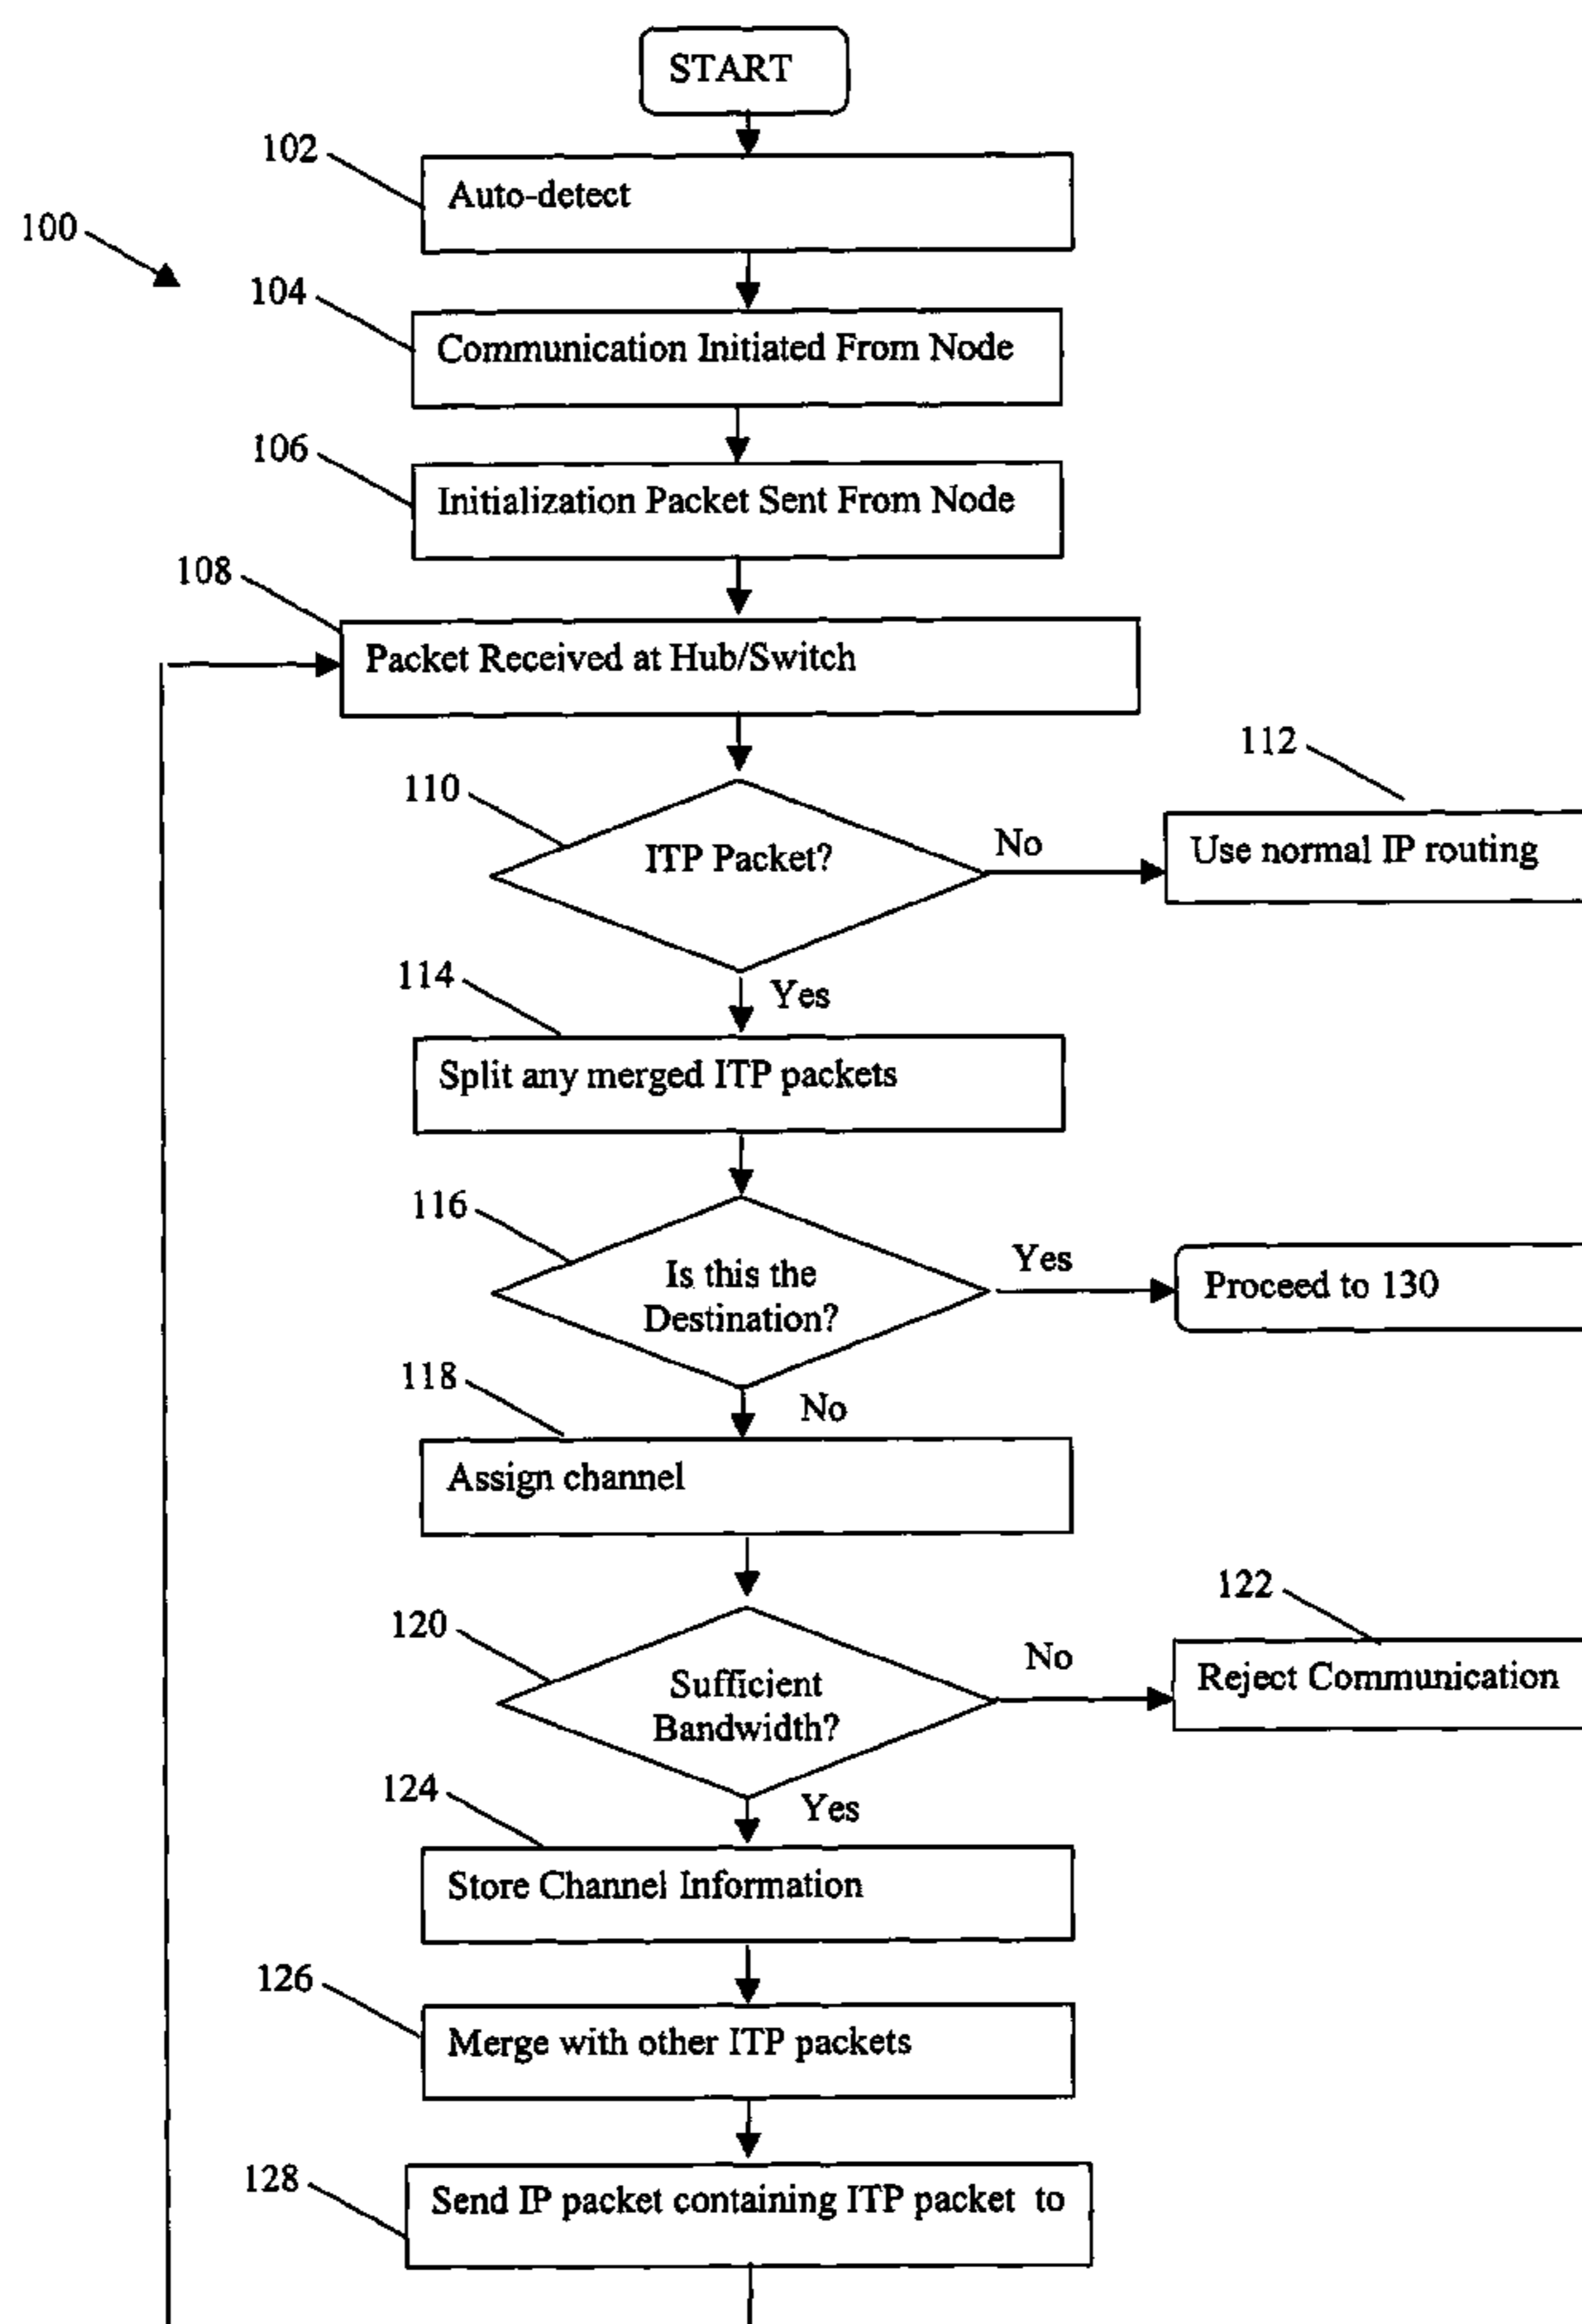 START
102
Auto-detect
100
104
Communication Initiated From Node
106
Initialization Packet Sent From Node
108
Packet Received at Hub/Switch
110
ITP Packet?
No
112
Use normal IP routing
Yes
114
Split any merged ITP packets
116
Is this the
Destination?
Yes
Proceed to 130
No
118
Assign channel
120
Sufficient
Bandwidth?
No
122
Reject Communication
Yes
124
Store Channel Information
126
Merge with other ITP packets
128
Send IP packet containing ITP packet to